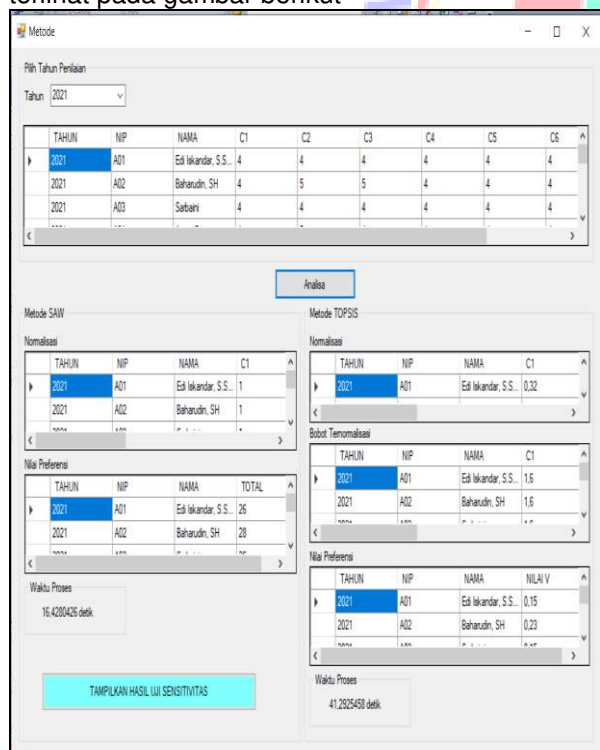 terlihat pada gambar berikut
Metode
Pilih Tahun Penilaian
Tahun 2021
TAHUN NIP NAMA C1 C2 C3 C4 C5 C6
2021 A01 Edi Iskandar, S.S... 4 4 4 4 4 4
2021 A02 Baharudin, SH 4 5 5 4 4 4
2021 A03 Sarbaini 4 4 4 4 4 4
Analisa
Metode SAW
Normalisasi
TAHUN NIP NAMA C1
2021 A01 Edi Iskandar, S.S... 1
2021 A02 Baharudin, SH 1
Nilai Preferensi
TAHUN NIP NAMA TOTAL
2021 A01 Edi Iskandar, S.S... 26
2021 A02 Baharudin, SH 28
Waktu Proses
16,4280426 detik
TAMPILKAN HASIL UJI SENSITIVITAS
Metode TOPSIS
Normalisasi
TAHUN NIP NAMA C1
2021 A01 Edi Iskandar, S.S... 0,32
Bobot Ternormalisasi
TAHUN NIP NAMA C1
2021 A01 Edi Iskandar, S.S... 1,6
2021 A02 Baharudin, SH 1,6
Nilai Preferensi
TAHUN NIP NAMA NILAI V
2021 A01 Edi Iskandar, S.S... 0,15
2021 A02 Baharudin, SH 0,23
Waktu Proses
41,2925458 detik